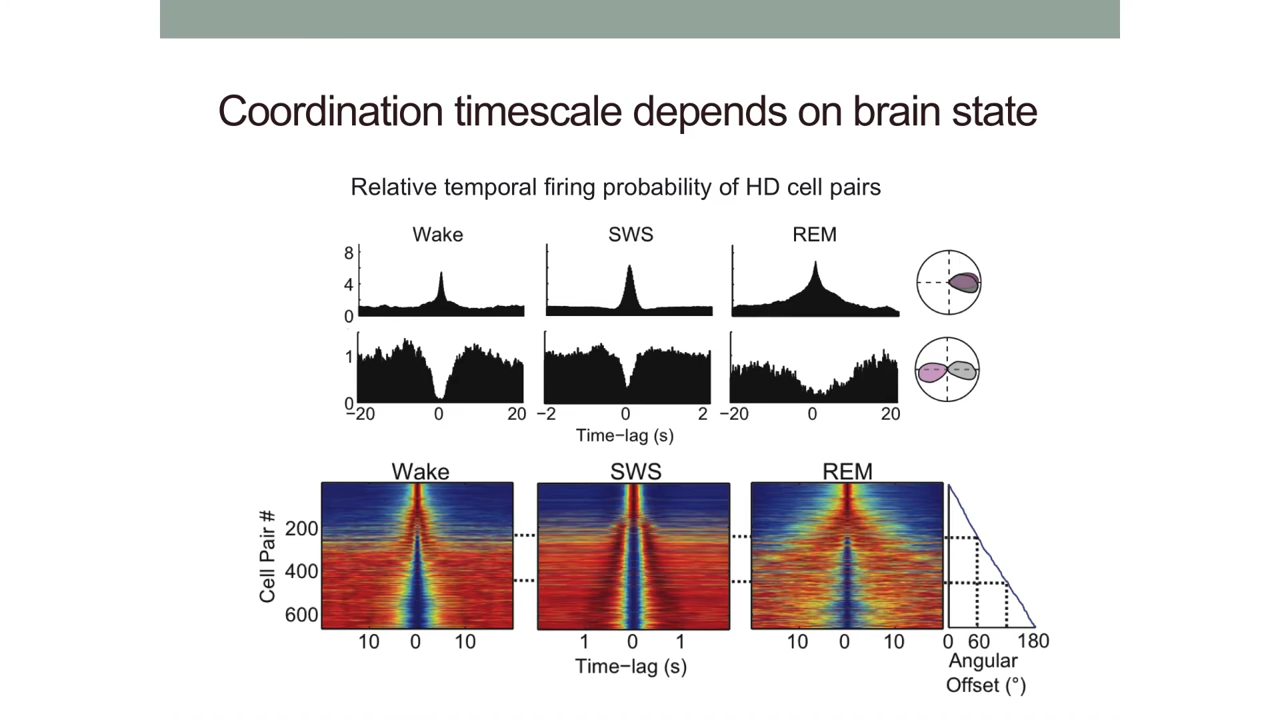 Coordination timescale depends on brain state
Relative temporal firing probability of HD cell pairs
Wake SWS REM
8
4
0
1
0
−20 0 20 −2 0 2 −20 0 20
Time−lag (s)
Wake SWS REM
Cell Pair #
200
400
600
10 0 10 1 0 1 10 0 10 0 60 180
Time−lag (s)
Angular
Offset (°)